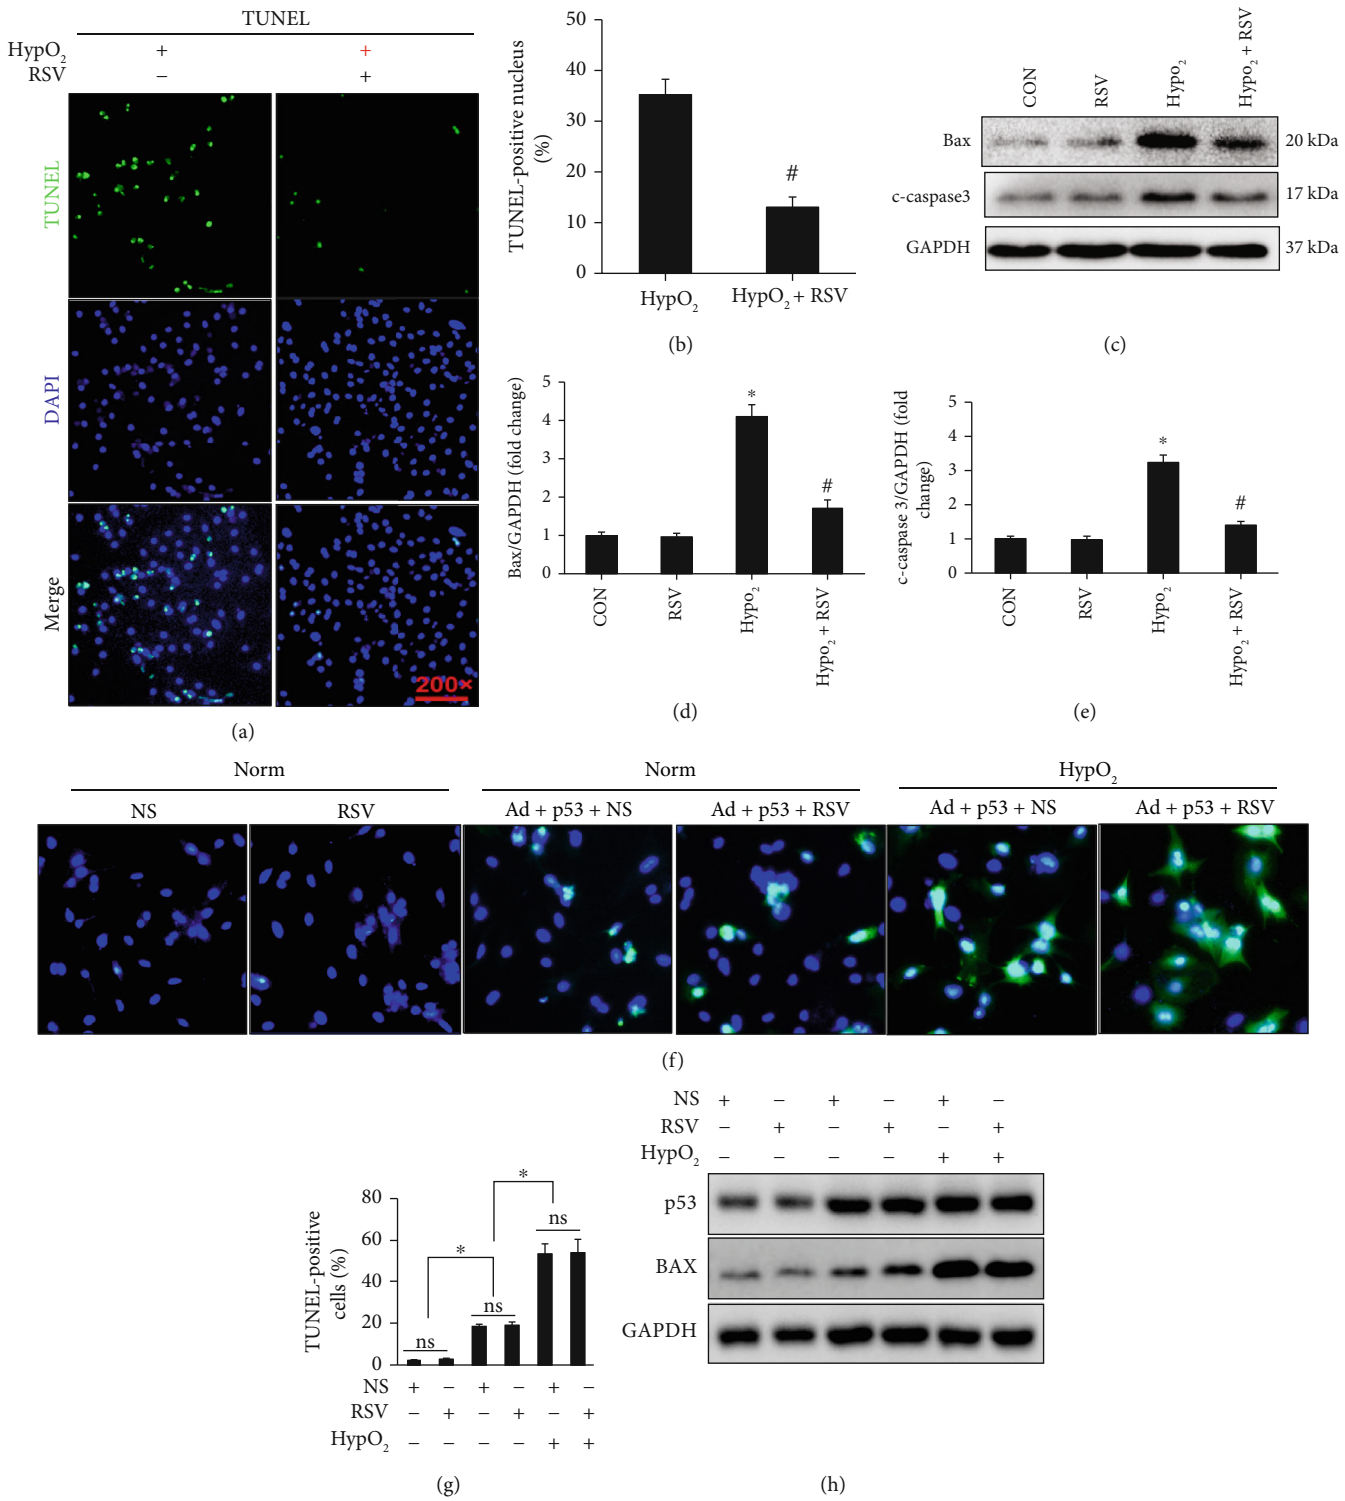 TUNEL
HypO2 + +
RSV − +
TUNEL
DAPI
Merge
200×
(a)
TUNEL-positive nucleus
(%)
60
50
40
30
20
10
0
#
HypO2 HypO2 + RSV
(b)
CON RSV Hypo2 Hypo2 + RSV
Bax 20 kDa
c-caspase3 17 kDa
GAPDH 37 kDa
(c)
Bax/GAPDH (fold change)
5
4
3
2
1
0
*
#
CON RSV Hypo2 Hypo2 + RSV
(d)
c-caspase 3/GAPDH (fold
change)
5
4
3
2
1
0
*
#
CON RSV Hypo2 Hypo2 + RSV
(e)
Norm Norm HypO2
NS RSV Ad + p53 + NS Ad + p53 + RSV Ad + p53 + NS Ad + p53 + RSV
(f)
TUNEL-positive
cells (%)
80
60
40
20
0
*
*
ns
ns
ns
NS + − + − + −
RSV − + − + − +
HypO2 − − − − + +
(g)
NS + − + − + −
RSV − + − + − +
HypO2 − − − − + +
p53
BAX
GAPDH
(h)